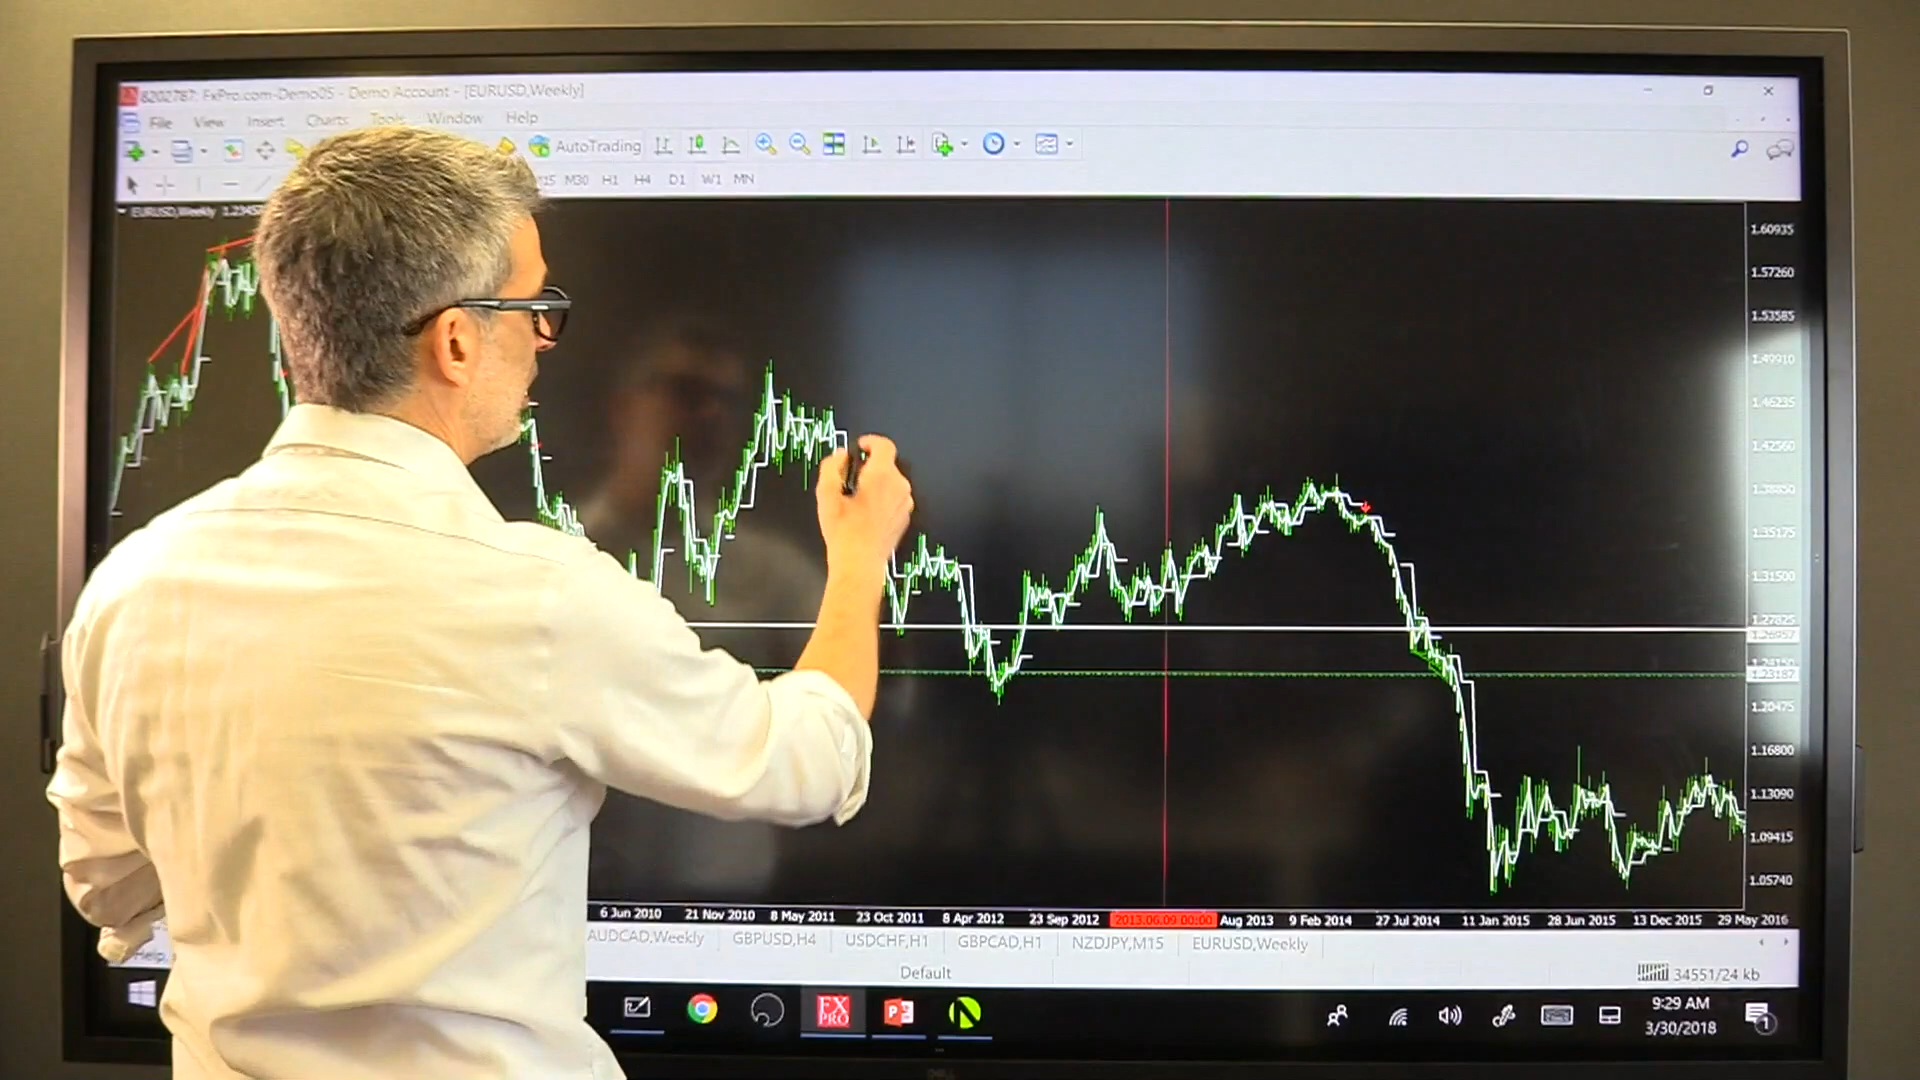 8202787: FxPro.com-Demo05 - Demo Account - [EURUSD,Weekly]
File View Insert Charts Tools Window Help
AutoTrading
M15 M30 H1 H4 D1 W1 MN
EURUSD,Weekly
1.60935
1.57260
1.53585
1.49910
1.46235
1.42560
1.38850
1.35175
1.31500
1.27825
1.26957
1.24150
1.23187
1.20475
1.16800
1.13090
1.09415
1.05740
6 Jun 2010 21 Nov 2010 8 May 2011 23 Oct 2011 8 Apr 2012 23 Sep 2012 2013.06.09 00:00 Aug 2013 9 Feb 2014 27 Jul 2014 11 Jan 2015 28 Jun 2015 13 Dec 2015 29 May 2016
AUDCAD,Weekly GBPUSD,H4 USDCHF,H1 GBPCAD,H1 NZDJPY,M15 EURUSD,Weekly
Help,
Default
34551/24 kb
FX
PRO
P
9:29 AM
3/30/2018
1
DELL